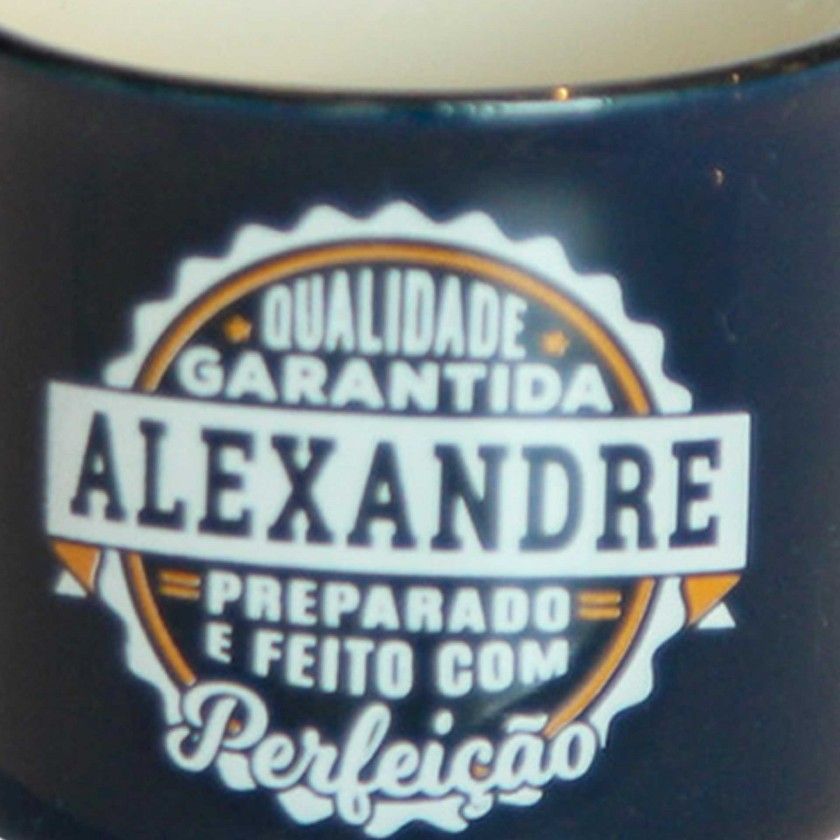 QUALIDADE
GARANTIDA
ALEXANDRE
PREPARADO
E FEITO COM
Perfeição